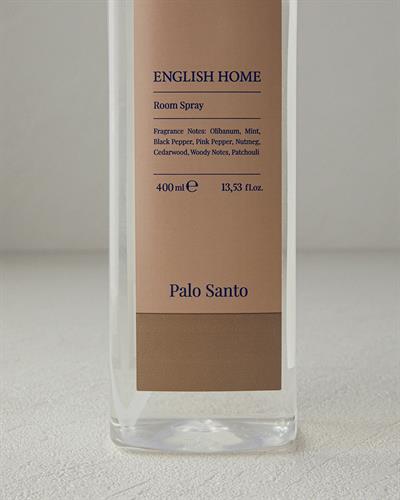 ENGLISH HOME
Room Spray
Fragrance Notes: Olibanum, Mint,
Black Pepper, Pink Pepper, Nutmeg,
Cedarwood, Woody Notes, Patchouli
400 ml ℮ 13,53 fl.oz.
Palo Santo